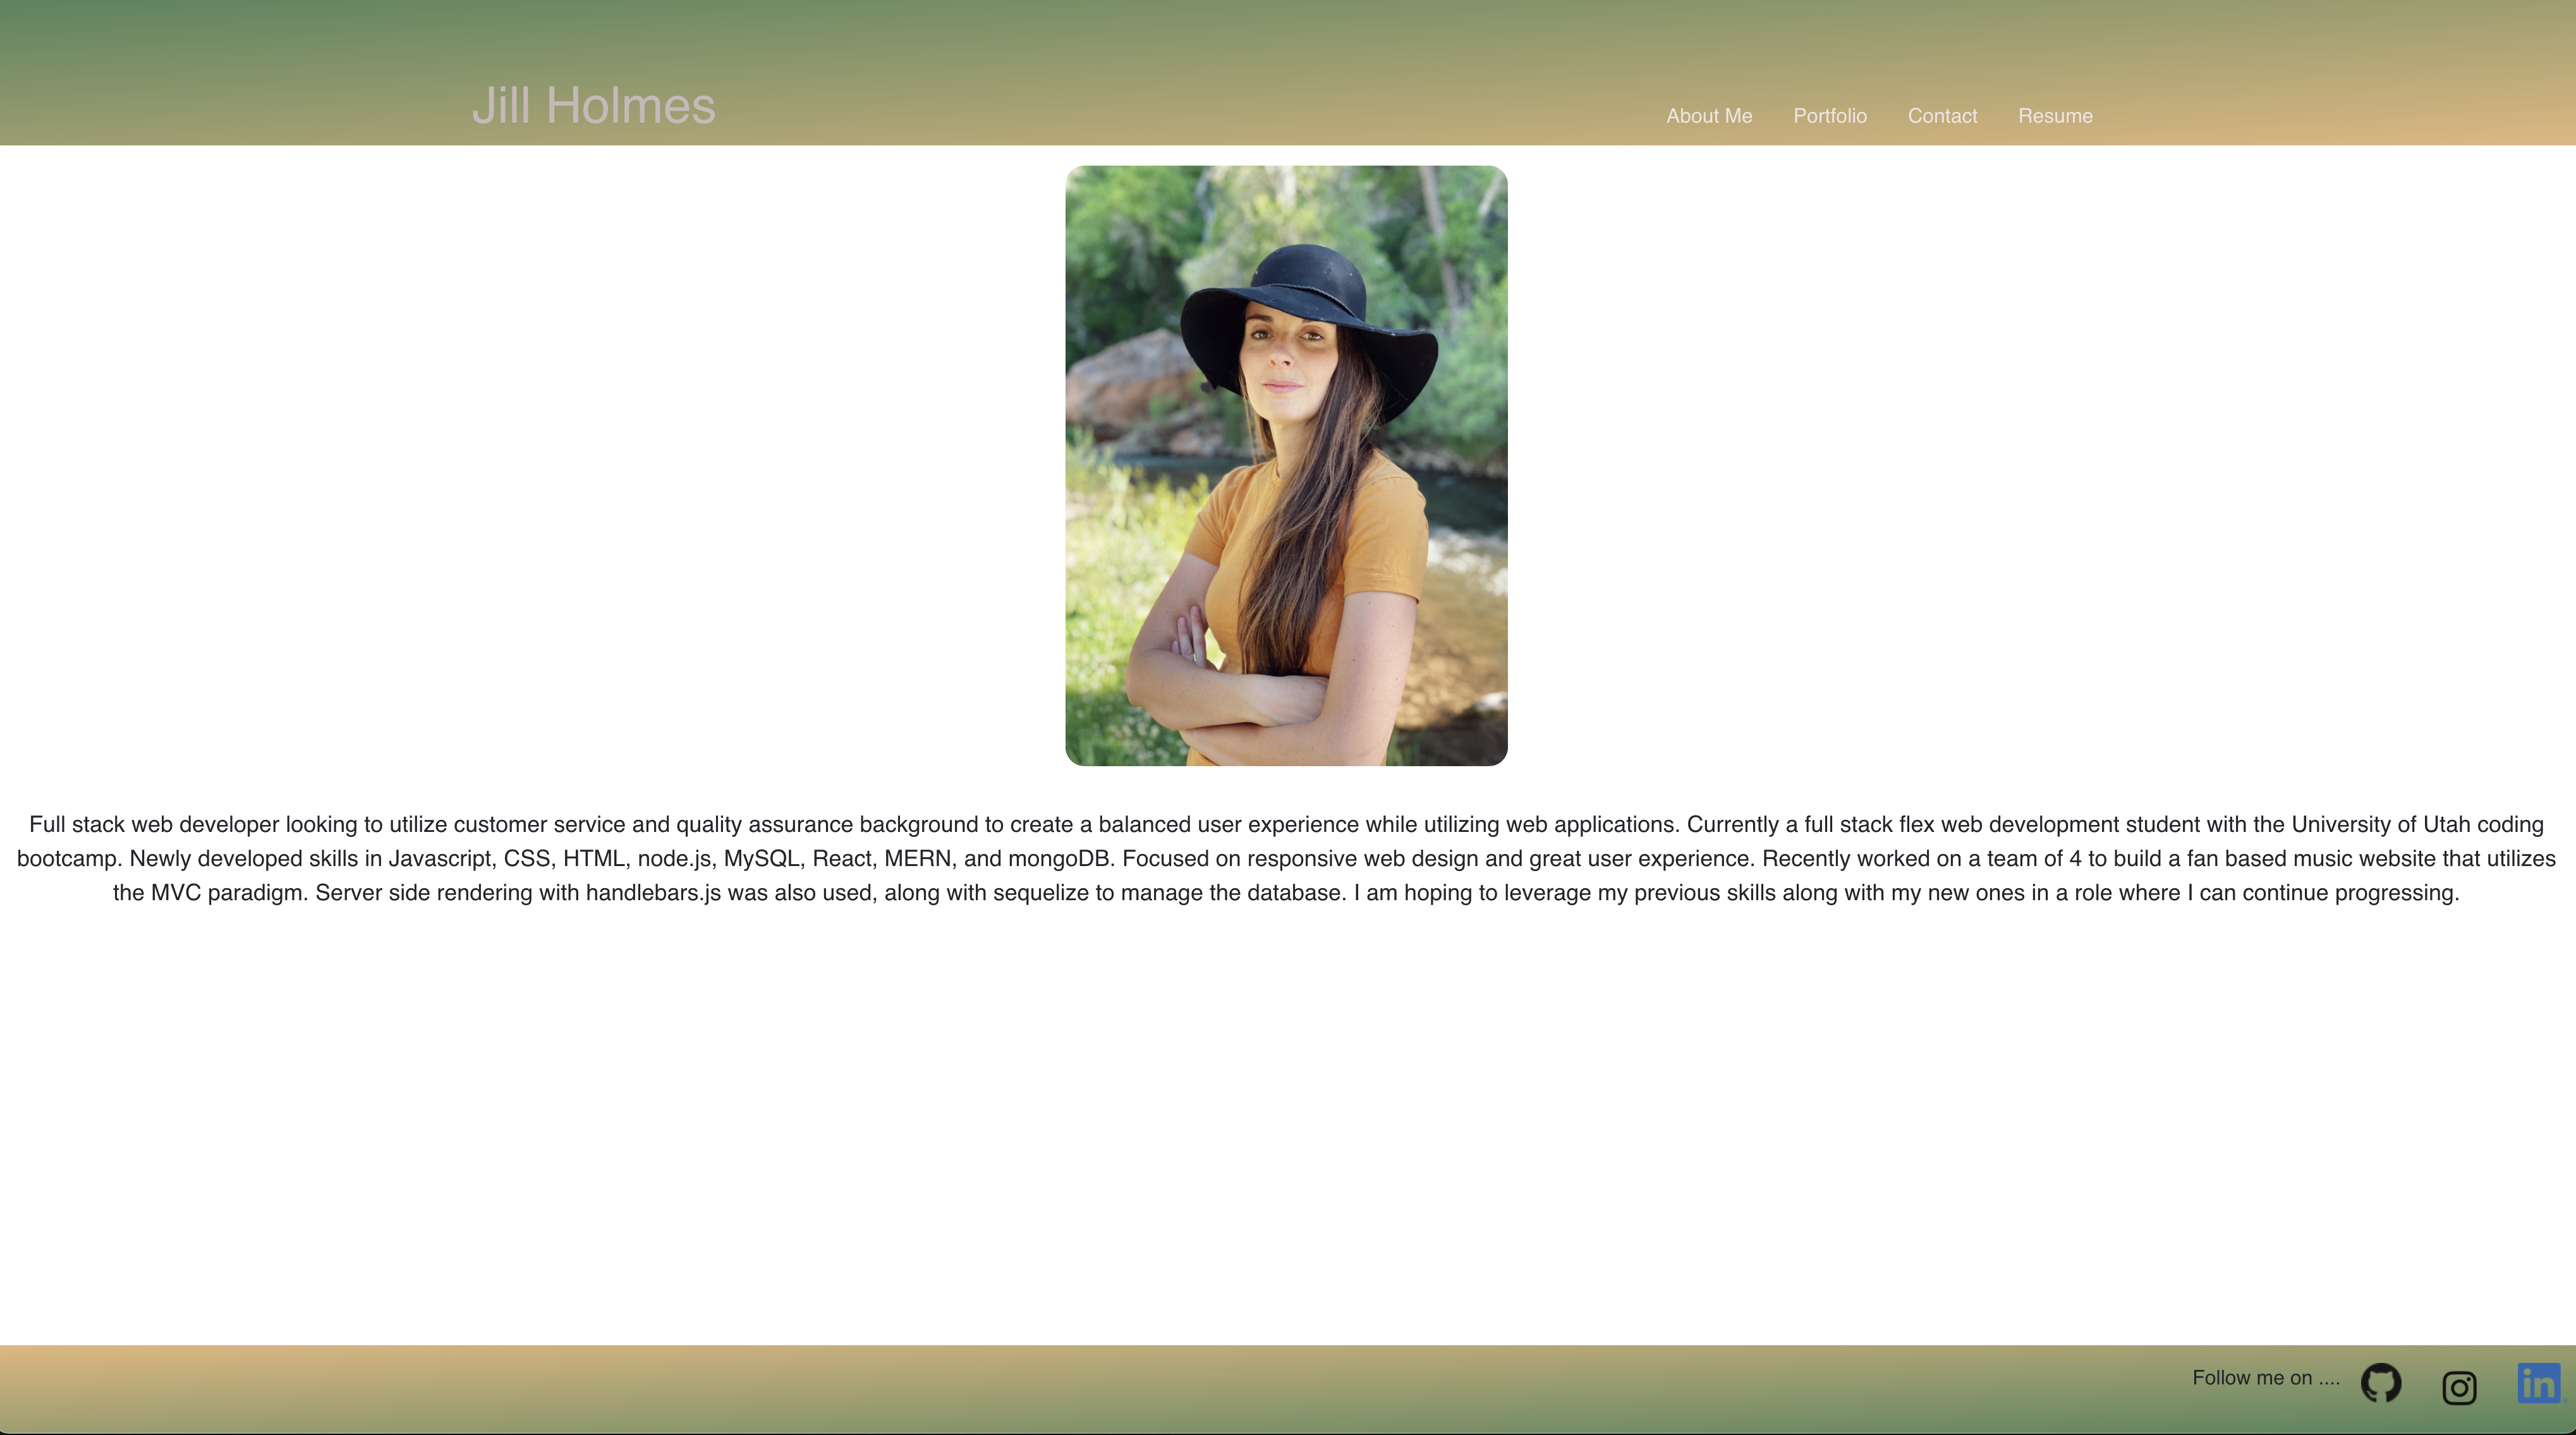 Jill Holmes
About Me Portfolio Contact Resume
Full stack web developer looking to utilize customer service and quality assurance background to create a balanced user experience while utilizing web applications. Currently a full stack flex web development student with the University of Utah coding
bootcamp. Newly developed skills in Javascript, CSS, HTML, node.js, MySQL, React, MERN, and mongoDB. Focused on responsive web design and great user experience. Recently worked on a team of 4 to build a fan based music website that utilizes
the MVC paradigm. Server side rendering with handlebars.js was also used, along with sequelize to manage the database. I am hoping to leverage my previous skills along with my new ones in a role where I can continue progressing.
Follow me on ....
in